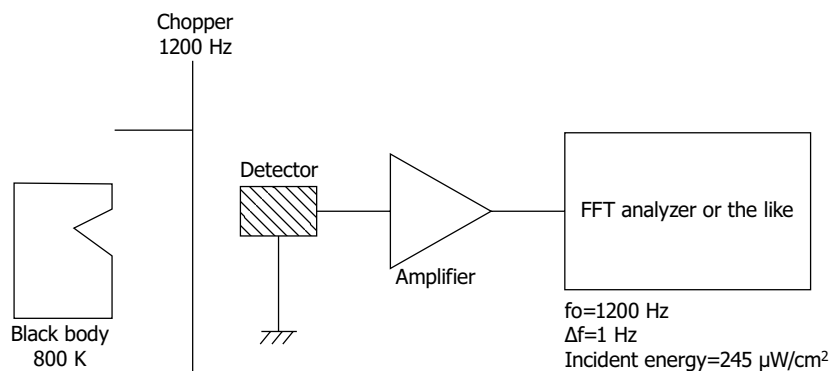 Chopper
1200 Hz
Detector
FFT analyzer or the like
Amplifier
Black body
800 K
fo=1200 Hz
Δf=1 Hz
Incident energy=245 μW/cm²